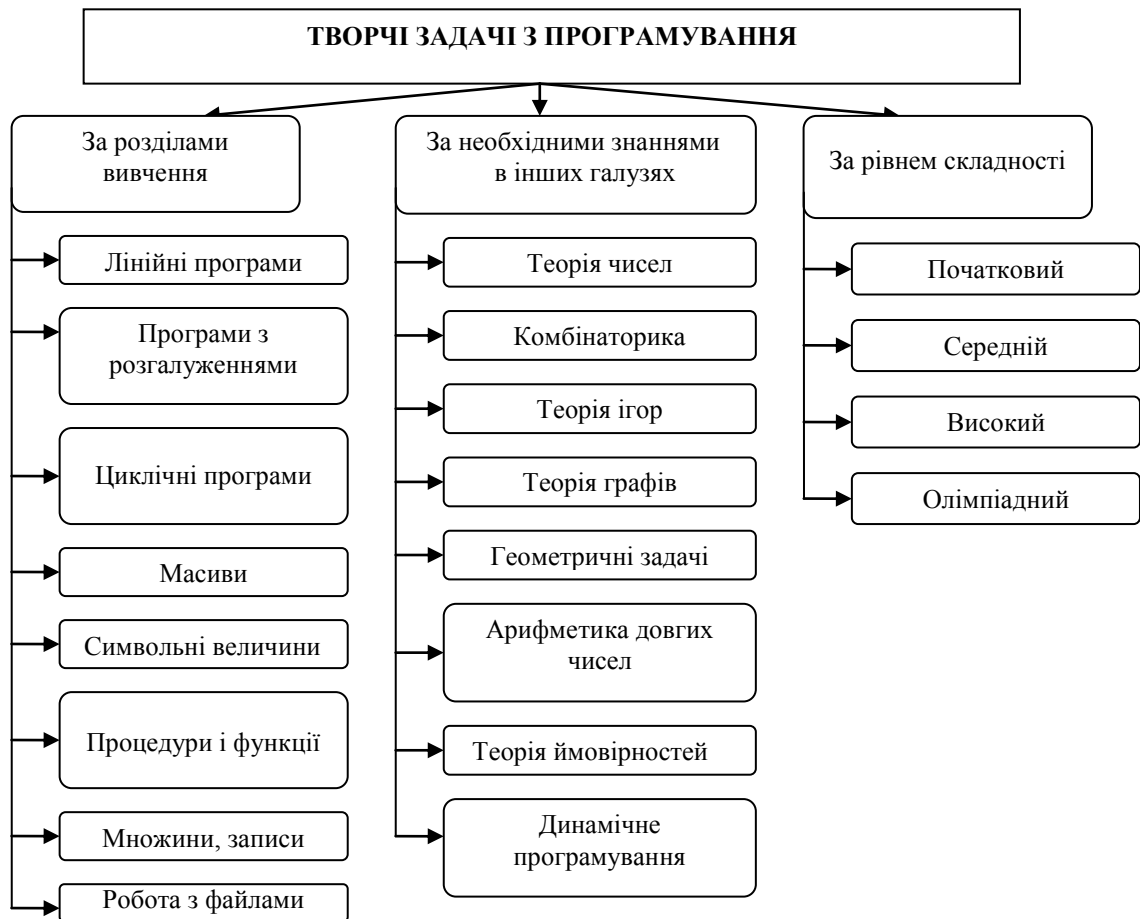 ТВОРЧІ ЗАДАЧІ З ПРОГРАМУВАННЯ
За розділами
вивчення
Лінійні програми
Програми з
розгалуженнями
Циклічні програми
Масиви
Символьні величини
Процедури і функції
Множини, записи
Робота з файлами
За необхідними знаннями
в інших галузях
Теорія чисел
Комбінаторика
Теорія ігор
Теорія графів
Геометричні задачі
Арифметика довгих
чисел
Теорія ймовірностей
Динамічне
програмування
За рівнем складності
Початковий
Середній
Високий
Олімпіадний